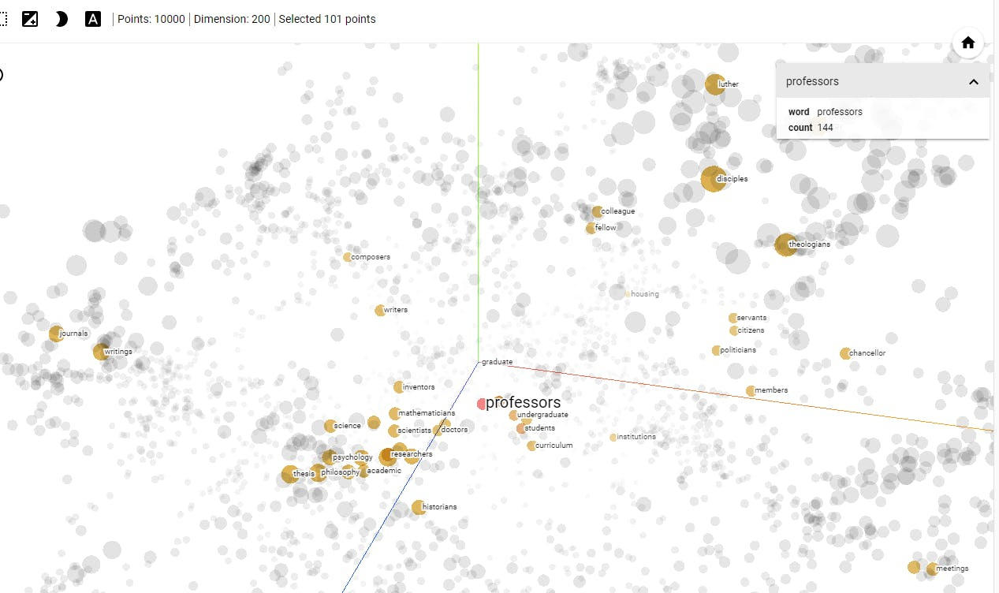 A
Points: 10000 | Dimension: 200 | Selected 101 points
professors
word professors
count 144
luther
disciples
colleague
fellow
theologians
composers
housing
writers
servants
citizens
journals
politicians
writings
chancellor
graduate
inventors
members
professors
mathematicians
undergraduate
science
scientists
doctors
students
institutions
curriculum
psychology
researchers
thesis
philosophy
academic
historians
meetings